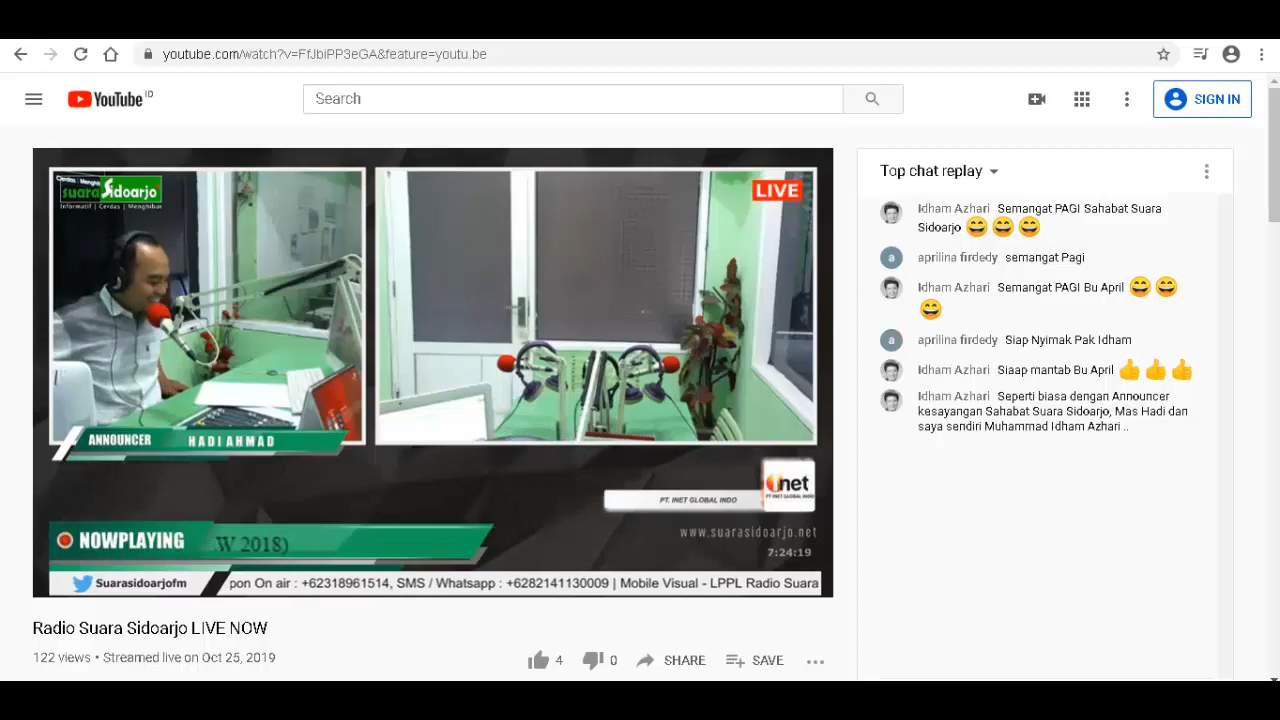 youtube.com/watch?v=FfJbiPP3eGA&feature=youtu.be
YouTube ID
Search
SIGN IN
suara Sidoarjo
Informatif | Cerdas | Menghibur
LIVE
ANNOUNCER HADI AHMAD
inet
PT. INET GLOBAL INDO
PT. INET GLOBAL INDO
www.suarasidoarjo.net
NOWPLAYING W 2018)
7:24:19
Suarasidoarjofm pon On air : +62318961514, SMS / Whatsapp : +6282141130009 | Mobile Visual - LPPL Radio Suara
Radio Suara Sidoarjo LIVE NOW
122 views • Streamed live on Oct 25, 2019
4 0 SHARE SAVE
Top chat replay
Idham Azhari Semangat PAGI Sahabat Suara
Sidoarjo 😄😄😄
a aprilina firdedy semangat Pagi
Idham Azhari Semangat PAGI Bu April 😄😄
😄
a aprilina firdedy Siap Nyimak Pak Idham
Idham Azhari Siaap mantab Bu April 👍👍👍
Idham Azhari Seperti biasa dengan Announcer
kesayangan Sahabat Suara Sidoarjo, Mas Hadi dan
saya sendiri Muhammad Idham Azhari ..